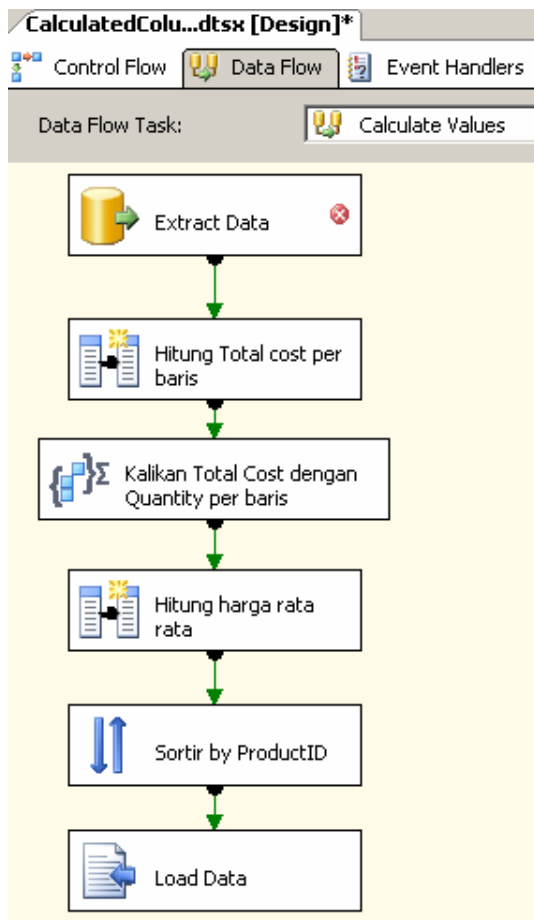 CalculatedColu...dtsx [Design]*
Control Flow Data Flow Event Handlers
Data Flow Task: Calculate Values
Extract Data
Hitung Total cost per
baris
Kalikan Total Cost dengan
Quantity per baris
Hitung harga rata
rata
Sortir by ProductID
Load Data